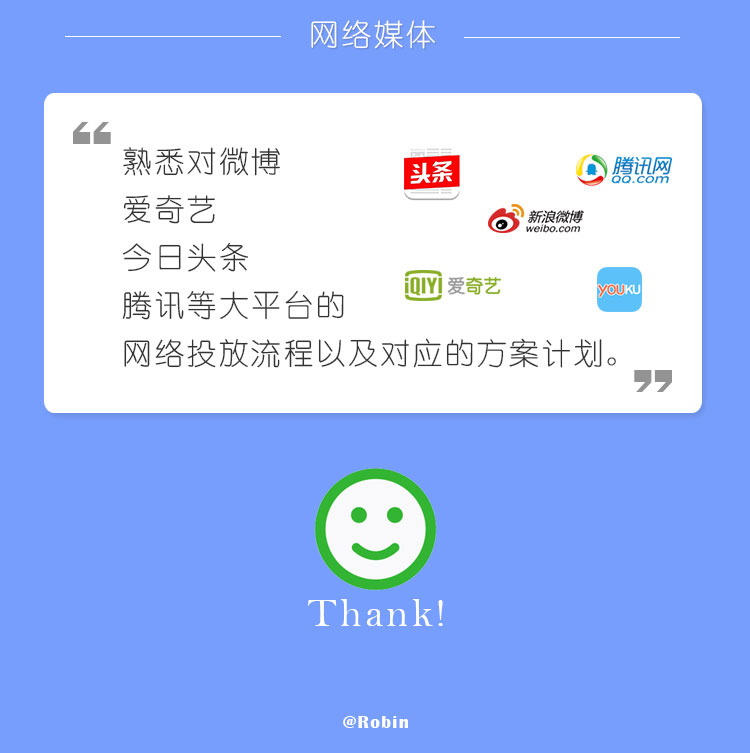 网络媒体
熟悉对微博
爱奇艺
今日头条
腾讯等大平台的
网络投放流程以及对应的方案计划。
头条
腾讯网
QQ.com
新浪微博
weibo.com
iQIYI 爱奇艺
YOUKU
Thank!
@Robin